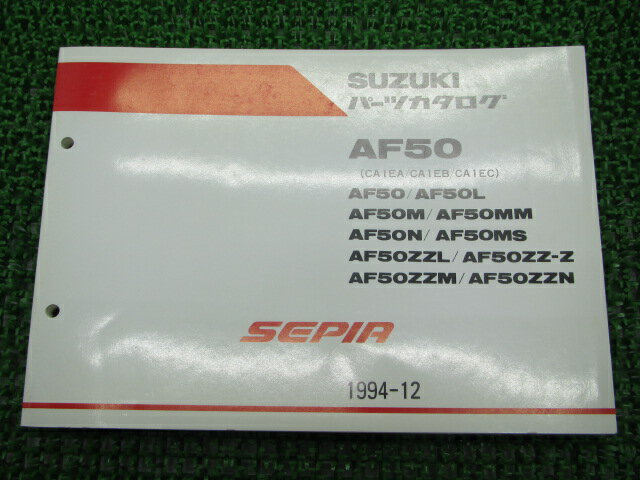 SUZUKI
パーツカタログ
AF50
(CA1EA/CA1EB/CA1EC)
AF50/AF50L
AF50M/AF50MM
AF50N/AF50MS
AF50ZZL/AF50ZZ-Z
AF50ZZM/AF50ZZN
SEPIA
1994-12